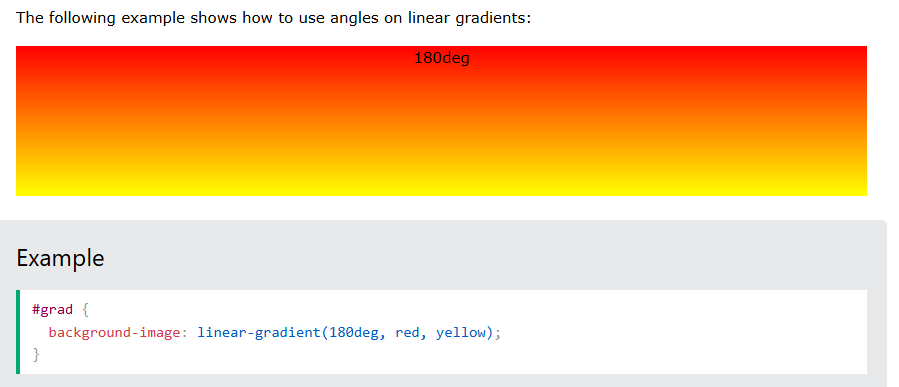 The following example shows how to use angles on linear gradients:
180deg
Example
#grad {
  background-image: linear-gradient(180deg, red, yellow);
}